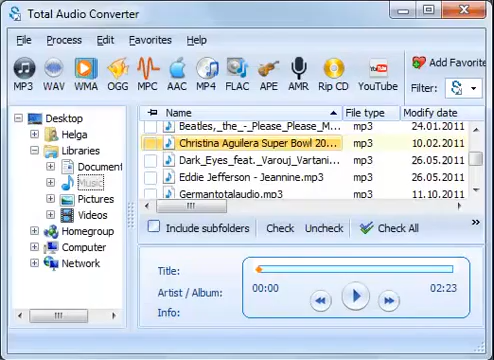 Total Audio Converter
File Process Edit Favorites Help
MP3 WAV WMA OGG MPC AAC MP4 FLAC APE AMR Rip CD YouTube
Add Favorite
Filter:
Desktop
Helga
Libraries
Document
Music
Pictures
Videos
Homegroup
Computer
Network
Name File type Modify date
Beatles,_the_-_Please_Please_M... mp3 24.01.2011
Christina Aguilera Super Bowl 20... mp3 10.02.2011
Dark_Eyes_feat._Varouj_Vartani... mp3 26.05.2011
Eddie Jefferson - Jeannine.mp3 mp3 26.05.2011
Germantotalaudio.mp3 mp3 11.10.2011
Include subfolders Check Uncheck Check All »
Title:
Artist / Album:
Info:
00:00 02:23